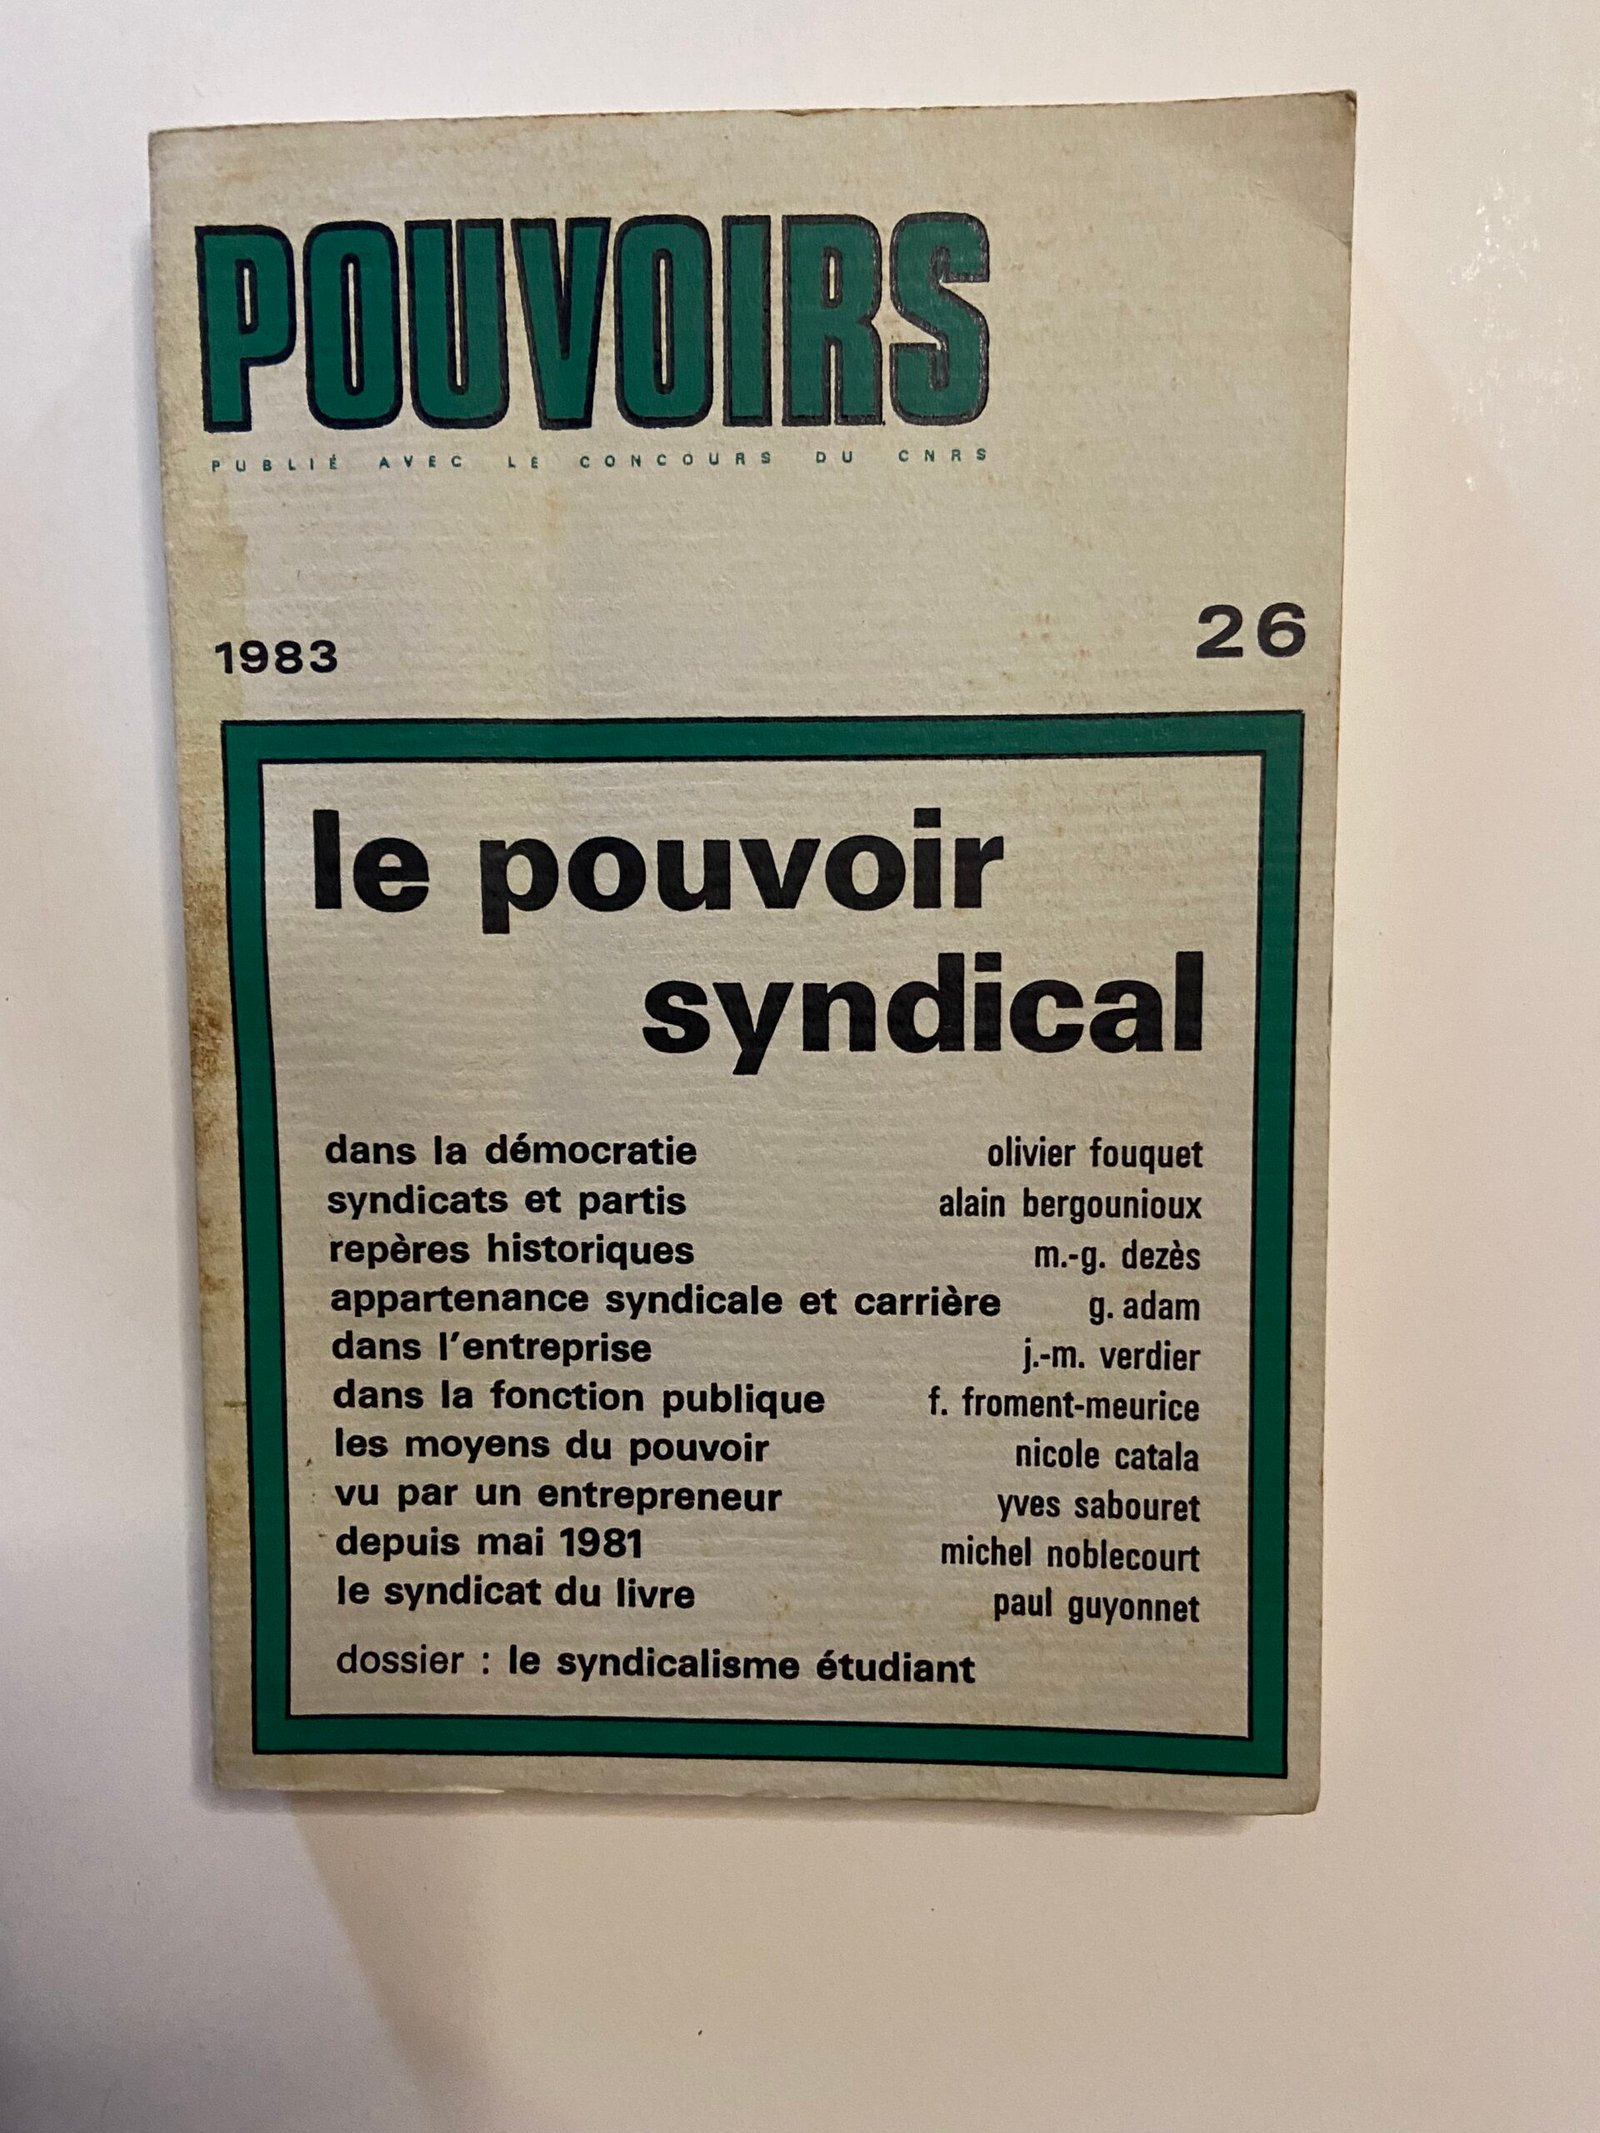 POUVOIRS
PUBLIÉ AVEC LE CONCOURS DU CNRS
1983 26
le pouvoir
syndical
dans la démocratie olivier fouquet
syndicats et partis alain bergounioux
repères historiques m.-g. dezès
appartenance syndicale et carrière g. adam
dans l'entreprise j.-m. verdier
dans la fonction publique f. froment-meurice
les moyens du pouvoir nicole catala
vu par un entrepreneur yves sabouret
depuis mai 1981 michel noblecourt
le syndicat du livre paul guyonnet
dossier : le syndicalisme étudiant